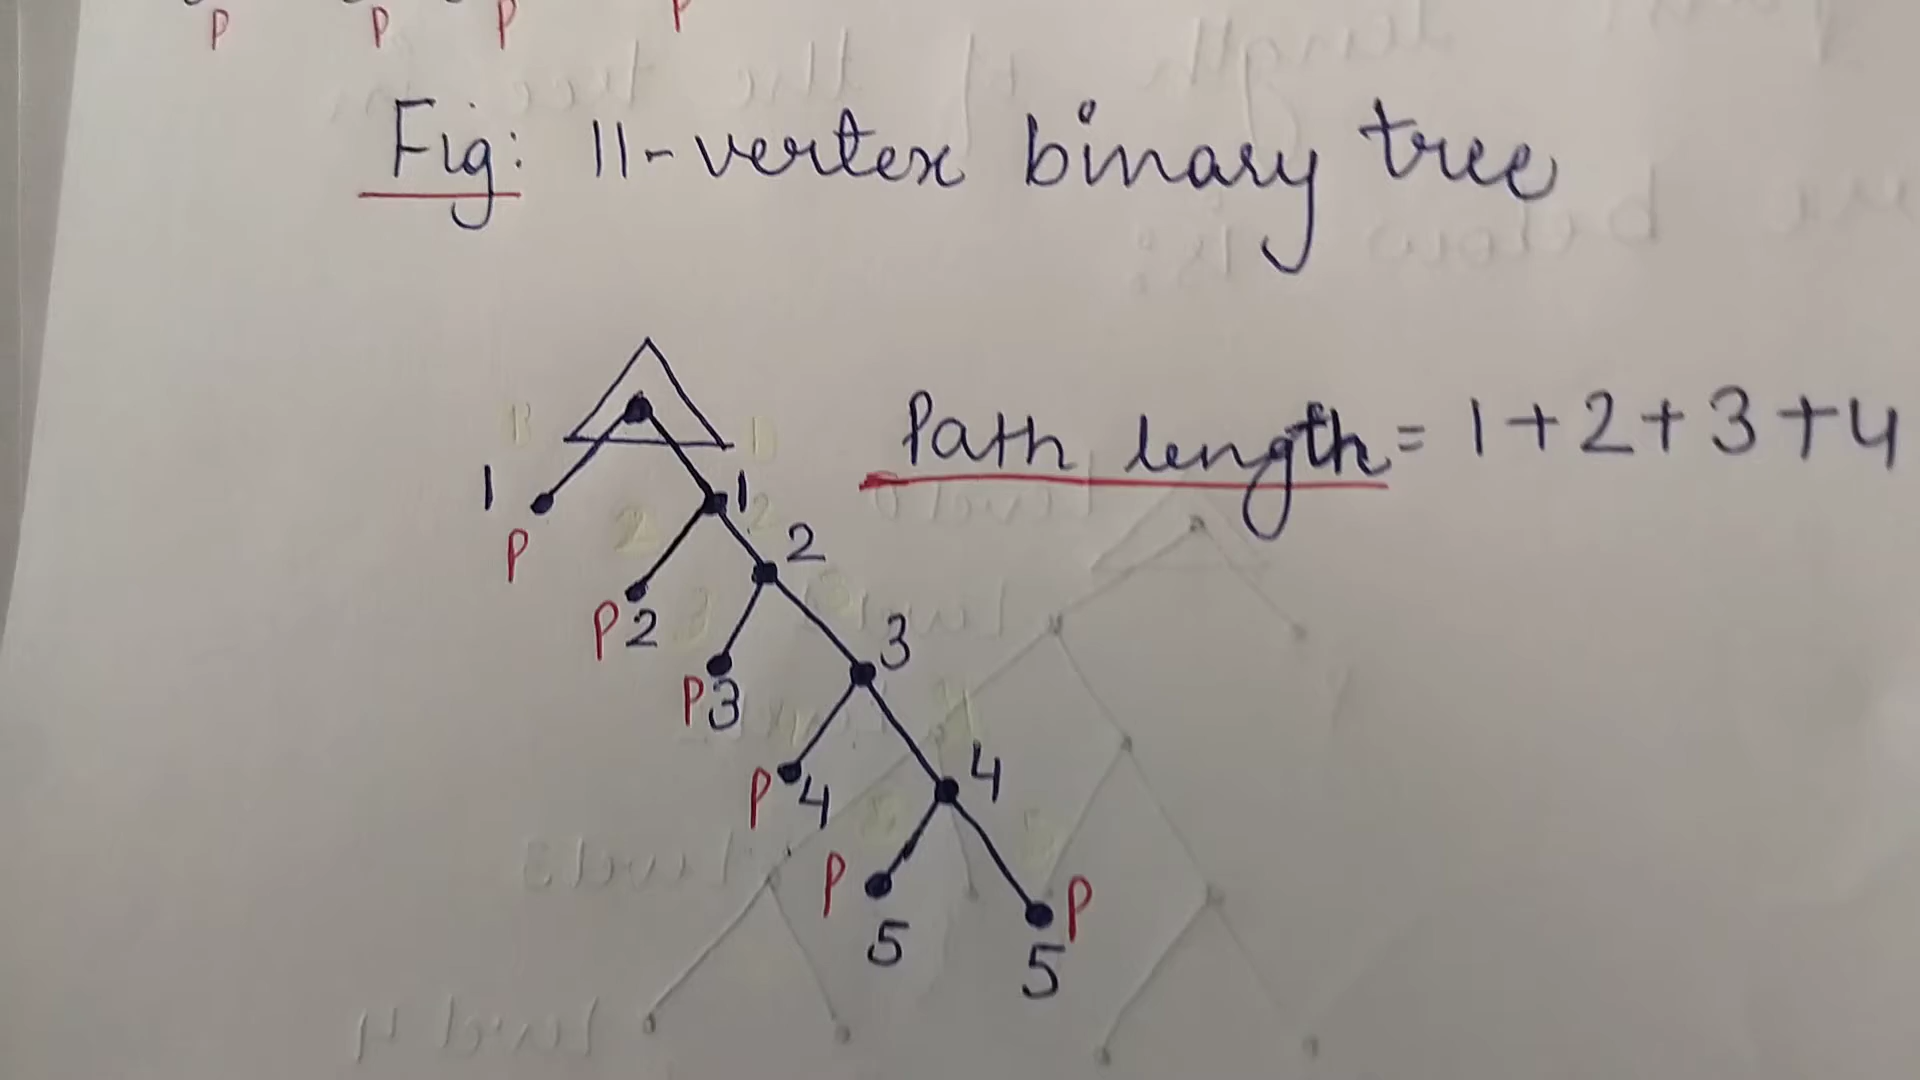 P P P P
Fig: 11-vertex binary tree
Path length = 1+2+3+4
1 1
P 2
P2 3
P3
P 4 4
P P
5 5